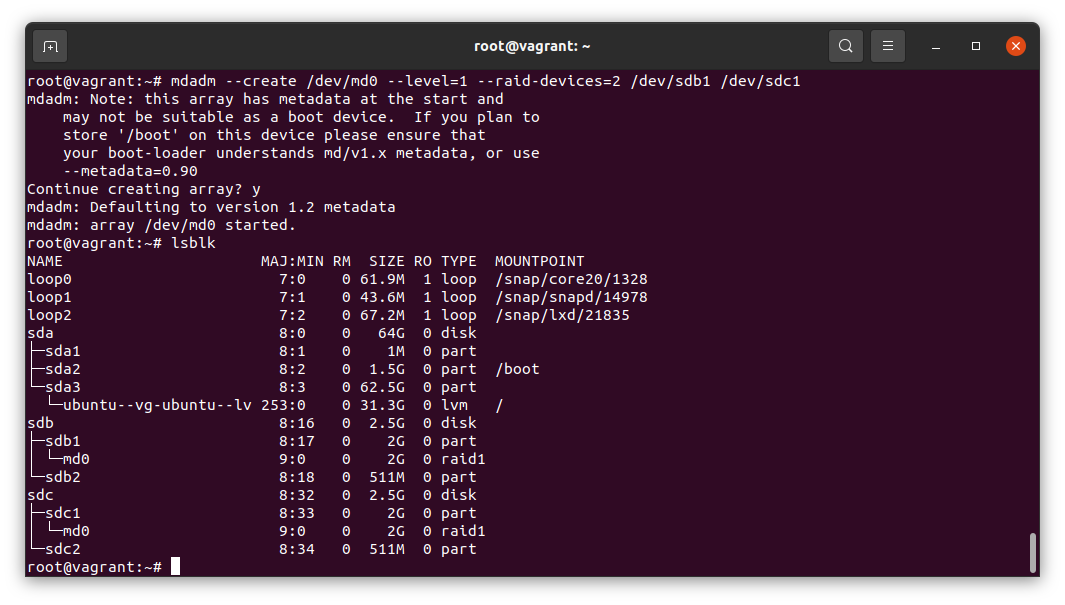 root@vagrant: ~
root@vagrant:~# mdadm --create /dev/md0 --level=1 --raid-devices=2 /dev/sdb1 /dev/sdc1
mdadm: Note: this array has metadata at the start and
    may not be suitable as a boot device.  If you plan to
    store '/boot' on this device please ensure that
    your boot-loader understands md/v1.x metadata, or use
    --metadata=0.90
Continue creating array? y
mdadm: Defaulting to version 1.2 metadata
mdadm: array /dev/md0 started.
root@vagrant:~# lsblk
NAME                      MAJ:MIN RM  SIZE RO TYPE  MOUNTPOINT
loop0                       7:0    0 61.9M  1 loop  /snap/core20/1328
loop1                       7:1    0 43.6M  1 loop  /snap/snapd/14978
loop2                       7:2    0 67.2M  1 loop  /snap/lxd/21835
sda                         8:0    0   64G  0 disk
├─sda1                      8:1    0    1M  0 part
├─sda2                      8:2    0  1.5G  0 part  /boot
└─sda3                      8:3    0 62.5G  0 part
  └─ubuntu--vg-ubuntu--lv 253:0    0 31.3G  0 lvm   /
sdb                         8:16   0  2.5G  0 disk
├─sdb1                      8:17   0    2G  0 part
│ └─md0                     9:0    0    2G  0 raid1
└─sdb2                      8:18   0  511M  0 part
sdc                         8:32   0  2.5G  0 disk
├─sdc1                      8:33   0    2G  0 part
│ └─md0                     9:0    0    2G  0 raid1
└─sdc2                      8:34   0  511M  0 part
root@vagrant:~#